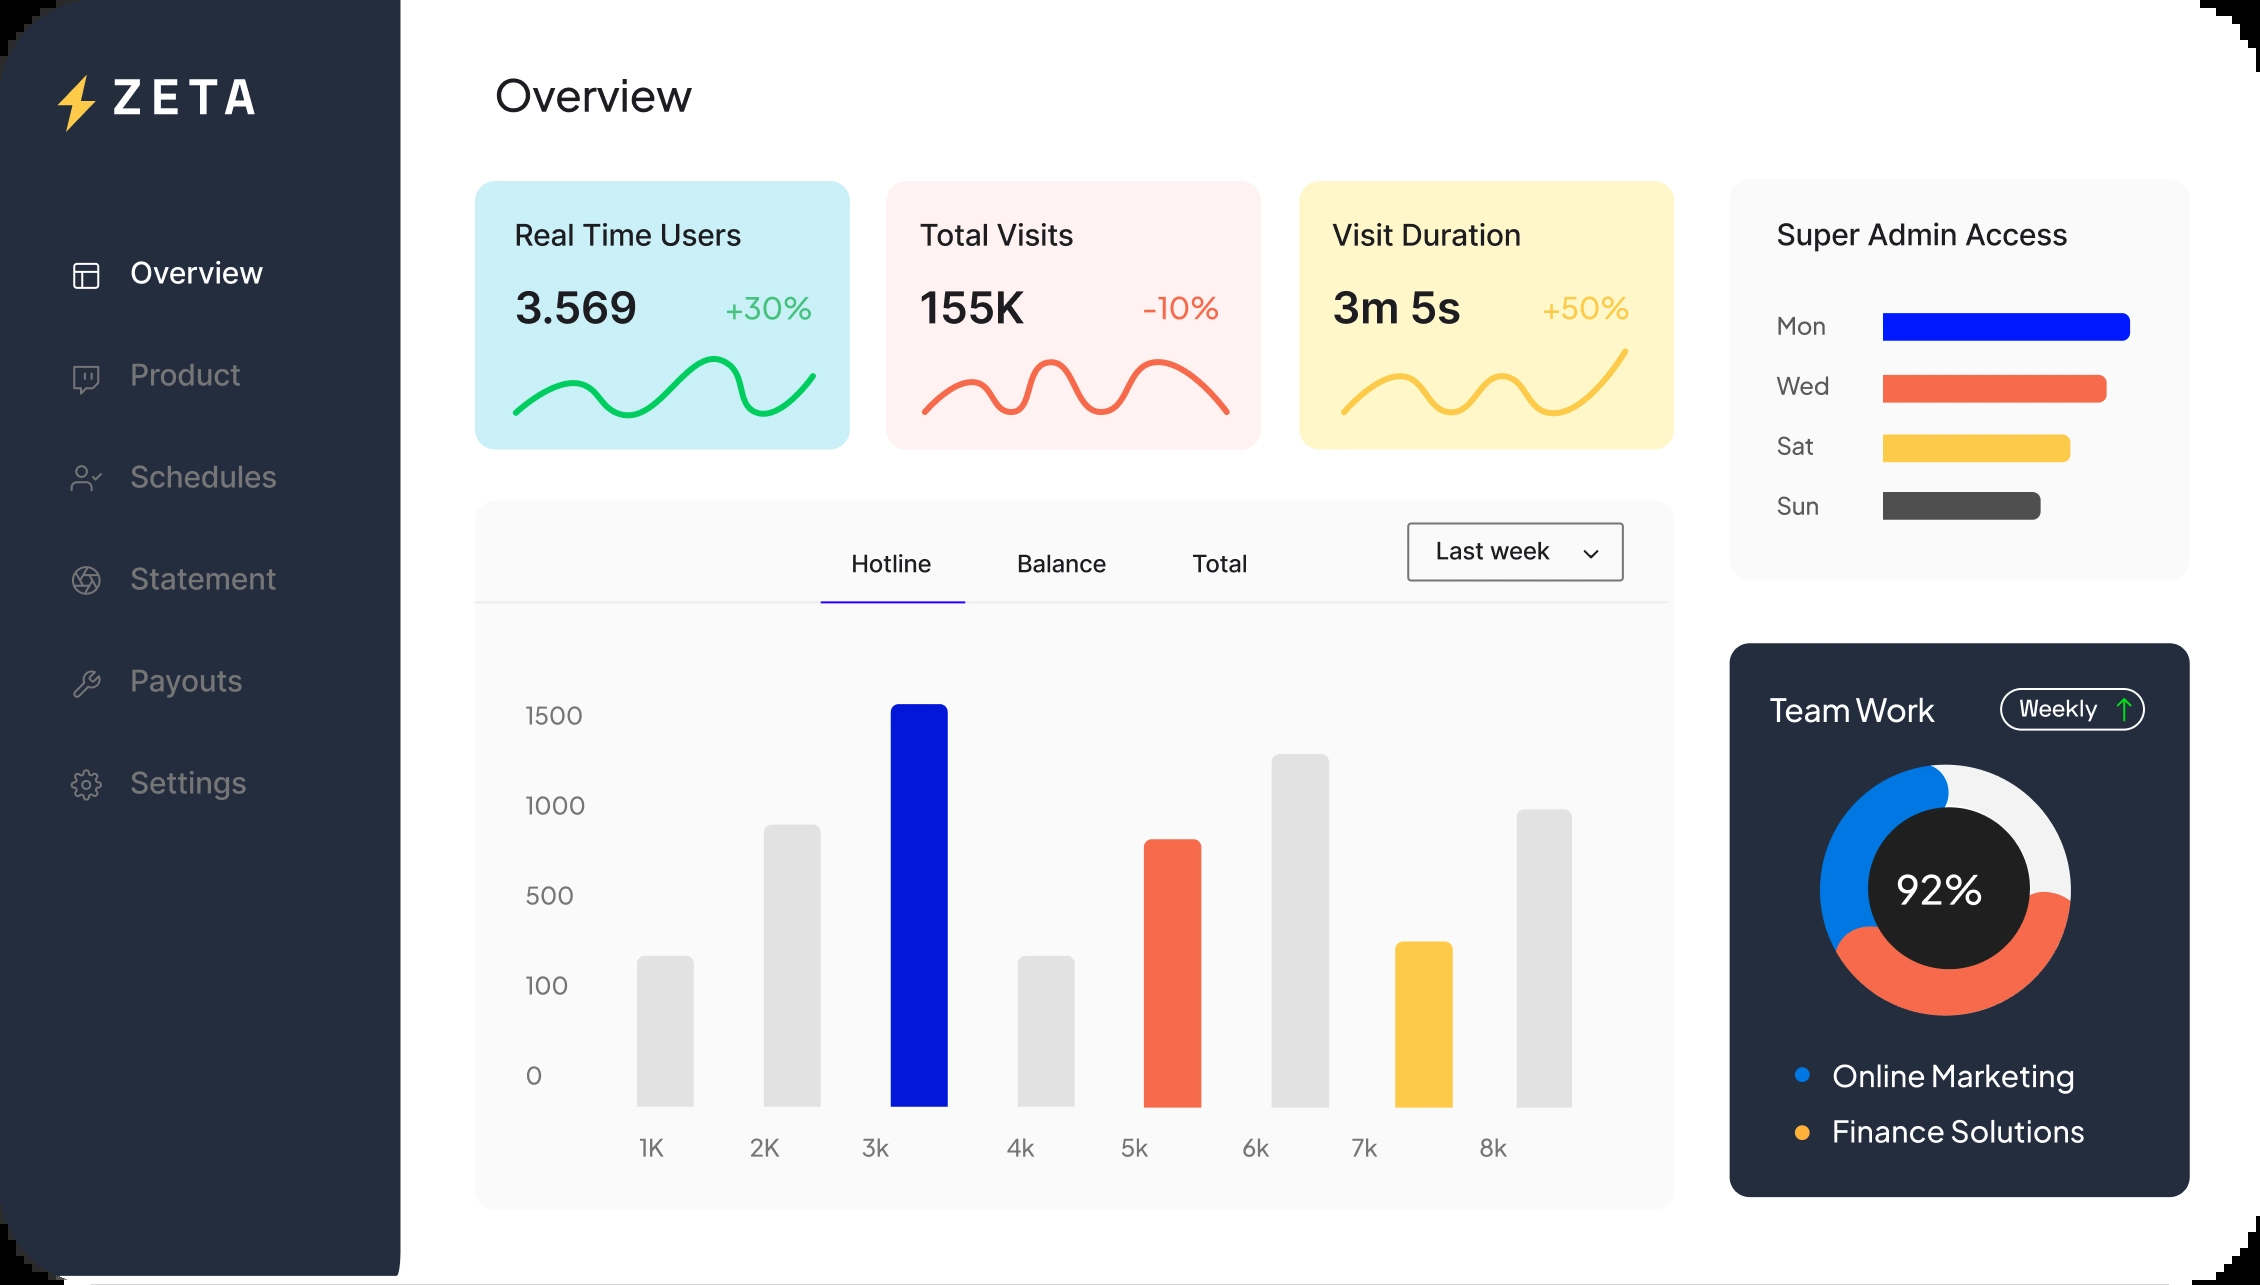 ZETA
Overview
Product
Schedules
Statement
Payouts
Settings
Overview
Real Time Users
3.569 +30%
Total Visits
155K -10%
Visit Duration
3m 5s +50%
Super Admin Access
Mon
Wed
Sat
Sun
Hotline Balance Total Last week
1500
1000
500
100
0
1K 2K 3k 4k 5k 6k 7k 8k
Team Work Weekly
92%
Online Marketing
Finance Solutions